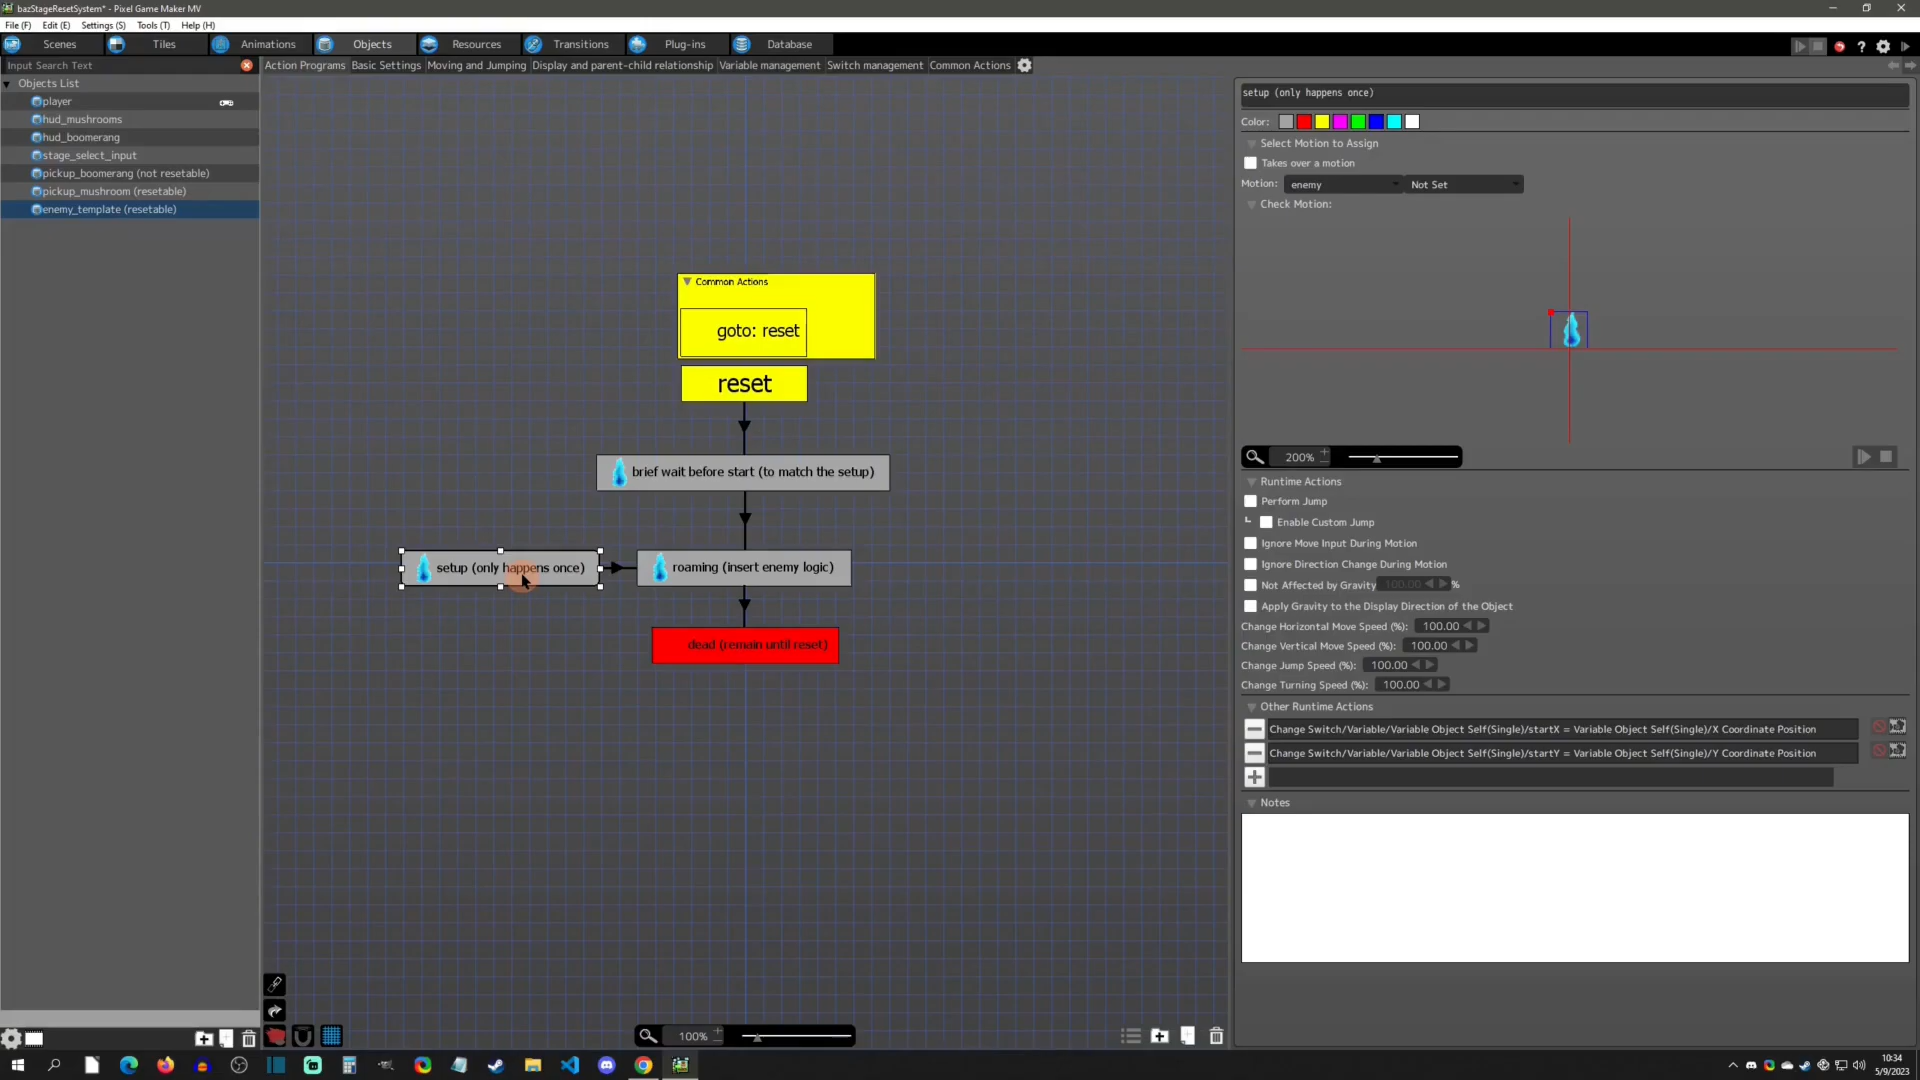 bazStageResetSystem* - Pixel Game Maker MV
File (F) Edit (E) Settings (S) Tools (T) Help (H)
Scenes Tiles Animations Objects Resources Transitions Plug-ins Database
Input Search Text
Action Programs Basic Settings Moving and Jumping Display and parent-child relationship Variable management Switch management Common Actions
Objects List
player
hud_mushrooms
hud_boomerang
stage_select_input
pickup_boomerang (not resetable)
pickup_mushroom (resetable)
enemy_template (resetable)
Common Actions
goto: reset
reset
brief wait before start (to match the setup)
setup (only happens once)
roaming (insert enemy logic)
dead (remain until reset)
100%
setup (only happens once)
Color:
Select Motion to Assign
Takes over a motion
Motion: enemy Not Set
Check Motion:
200%
Runtime Actions
Perform Jump
Enable Custom Jump
Ignore Move Input During Motion
Ignore Direction Change During Motion
Not Affected by Gravity 100.00 %
Apply Gravity to the Display Direction of the Object
Change Horizontal Move Speed (%): 100.00
Change Vertical Move Speed (%): 100.00
Change Jump Speed (%): 100.00
Change Turning Speed (%): 100.00
Other Runtime Actions
Change Switch/Variable/Variable Object Self(Single)/startX = Variable Object Self(Single)/X Coordinate Position
Change Switch/Variable/Variable Object Self(Single)/startY = Variable Object Self(Single)/Y Coordinate Position
Notes
10:34
5/9/2023